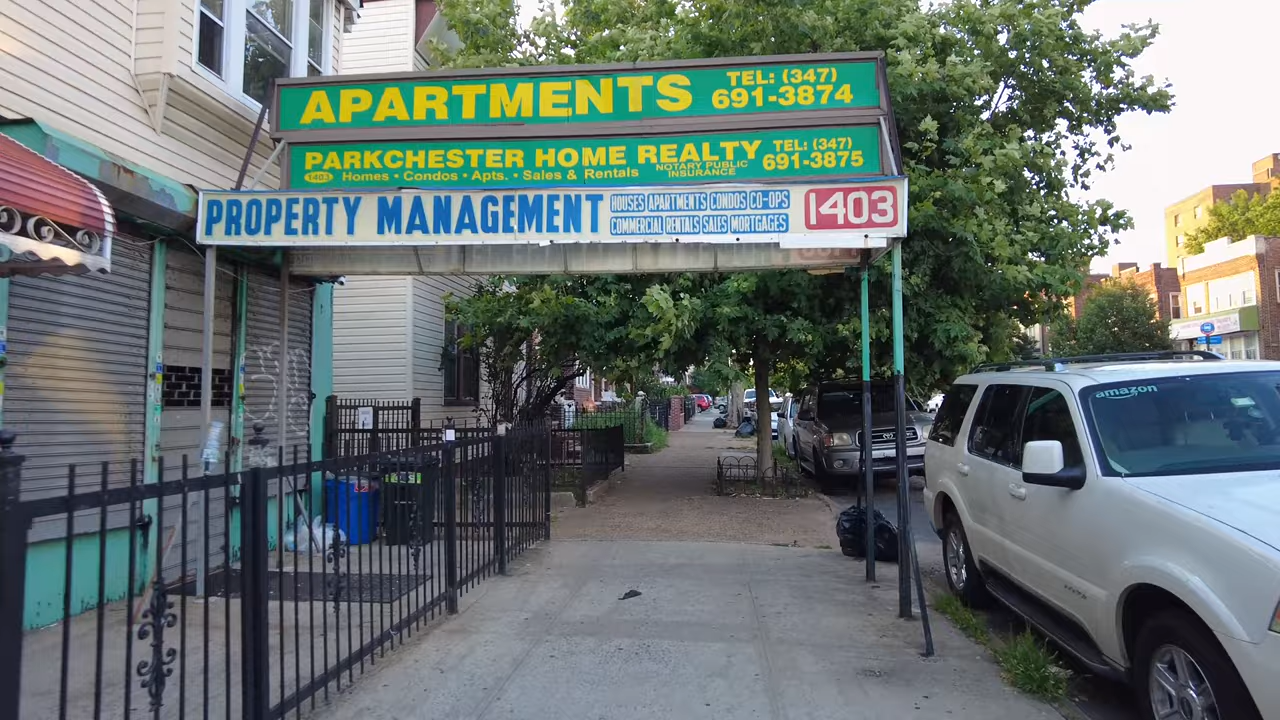 APARTMENTS
TEL: (347)
691-3874
PARKCHESTER HOME REALTY
TEL: (347)
691-3875
NOTARY PUBLIC
INSURANCE
1403 Homes • Condos • Apts. • Sales & Rentals
PROPERTY MANAGEMENT
HOUSES APARTMENTS CONDOS CO-OPS
COMMERCIAL RENTALS SALES MORTGAGES
1403
amazon